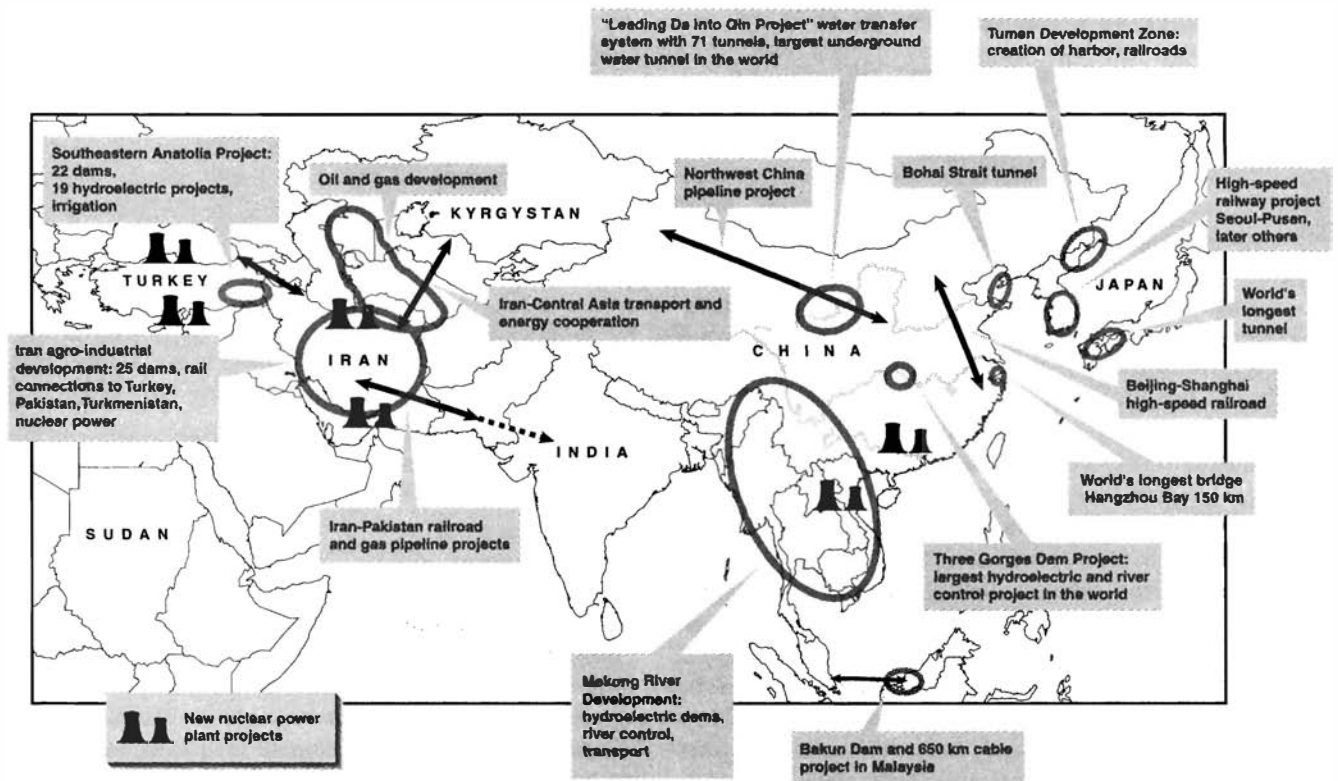 "Leading Da into Qin Project" water transfer
system with 71 tunnels, largest underground
water tunnel in the world
Tumen Development Zone:
creation of harbor, railroads
Southeastern Anatolia Project:
22 dams,
19 hydroelectric projects,
irrigation
Oil and gas development
Northwest China
pipeline project
Bohai Strait tunnel
High-speed
railway project
Seoul-Pusan,
later others
KYRGYSTAN
TURKEY
JAPAN
Iran-Central Asia transport and
energy cooperation
World's
longest
tunnel
Iran agro-industrial
development: 25 dams, rail
connections to Turkey,
Pakistan,Turkmenistan,
nuclear power
IRAN
CHINA
Beijing-Shanghai
high-speed railroad
INDIA
World's longest bridge
Hangzhou Bay 150 km
SUDAN
Iran-Pakistan railroad
and gas pipeline projects
Three Gorges Dam Project:
largest hydroelectric and river
control project in the world
Mekong River
Development:
hydroelectric dams,
river control,
transport
New nuclear power
plant projects
Bakun Dam and 650 km cable
project in Malaysia